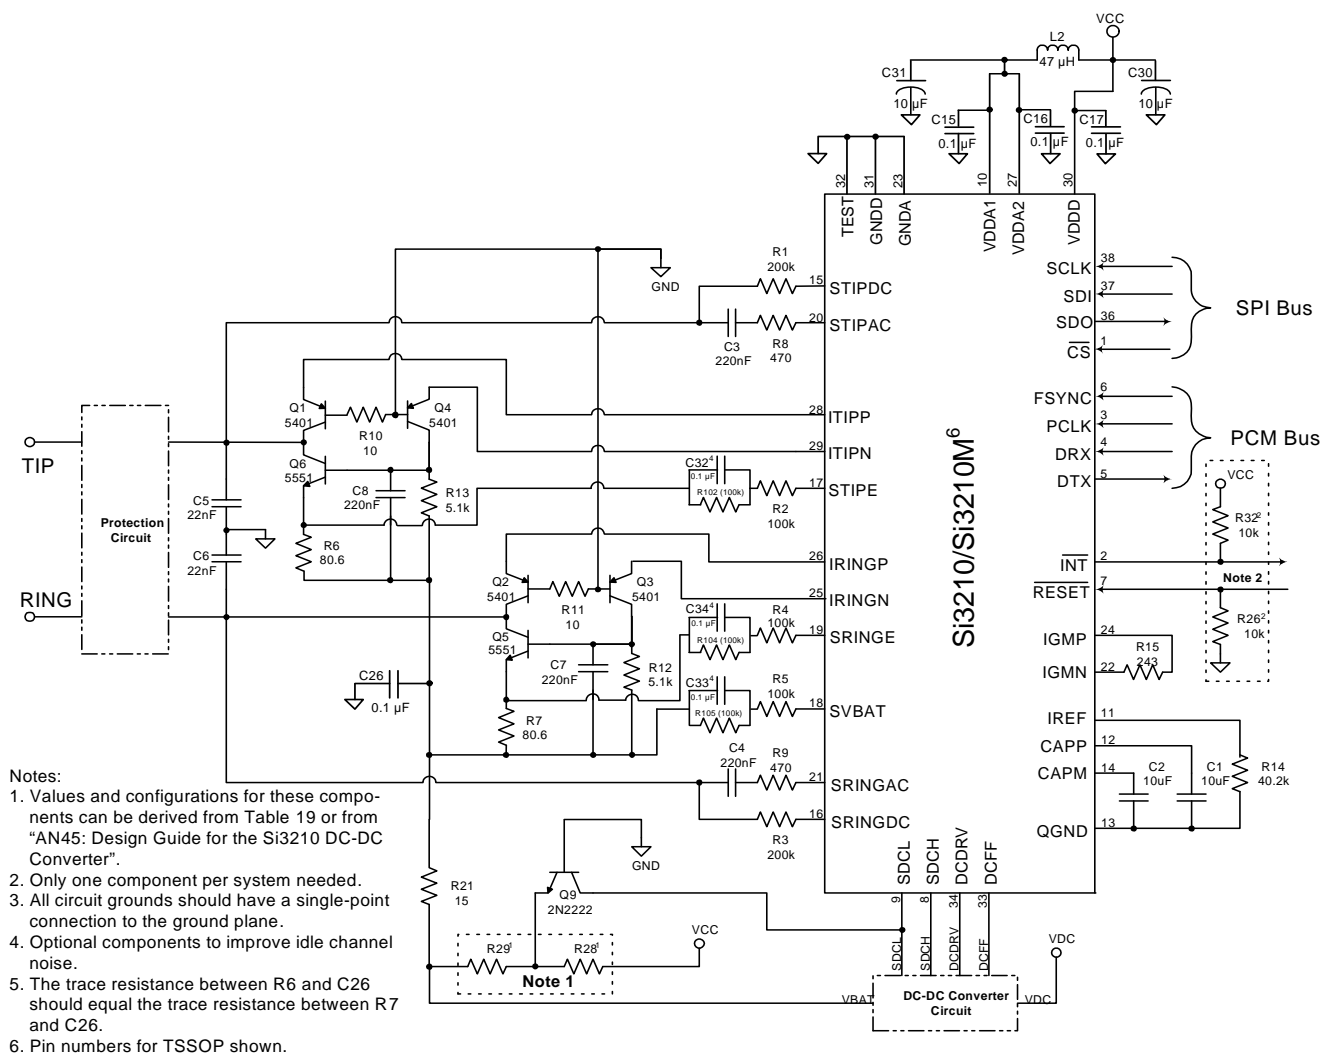 VCC
L2
47 µH
C31
10 µF
C30
10 µF
C15
0.1 µF
C16
0.1 µF
C17
0.1 µF
32
31
23
10
27
30
TEST
GNDD
GNDA
VDDA1
VDDA2
VDDD
GND
R1
200k
15
STIPDC
20
STIPAC
C3
220nF
R8
470
38
SCLK
37
SDI
36
SDO
1
CS
SPI Bus
6
FSYNC
3
PCLK
4
DRX
5
DTX
PCM Bus
Q1
5401
R10
10
Q4
5401
28
ITIPP
29
ITIPN
TIP
Q6
5551
C8
220nF
R13
5.1k
C32⁴
0.1 µF
R102 (100k)
R2
100k
17
STIPE
Protection
Circuit
C5
22nF
C6
22nF
R6
80.6
VCC
R32²
10k
2
INT
Note 2
7
RESET
R26²
10k
26
IRINGP
25
IRINGN
RING
Q2
5401
R11
10
Q3
5401
Q5
5551
C7
220nF
R12
5.1k
C34⁴
0.1 µF
R104 (100k)
R4
100k
19
SRINGE
24
IGMP
R15
243
22
IGMN
C26
0.1 µF
R7
80.6
C33⁴
0.1 µF
R105 (100k)
R5
100k
18
SVBAT
11
IREF
12
CAPP
14
CAPM
C2
10uF
C1
10uF
R14
40.2k
13
QGND
C4
220nF
R9
470
21
SRINGAC
16
SRINGDC
R3
200k
Si3210/Si3210M⁶
SDCL
SDCH
DCDRV
DCFF
9
8
34
33
GND
Q9
2N2222
R21
15
R29¹
R28¹
Note 1
VCC
SDCL
SDCH
DCDRV
DCFF
VDC
VBAT
DC-DC Converter
Circuit
VDC
Notes:
1. Values and configurations for these compo-
nents can be derived from Table 19 or from
“AN45: Design Guide for the Si3210 DC-DC
Converter”.
2. Only one component per system needed.
3. All circuit grounds should have a single-point
connection to the ground plane.
4. Optional components to improve idle channel
noise.
5. The trace resistance between R6 and C26
should equal the trace resistance between R7
and C26.
6. Pin numbers for TSSOP shown.